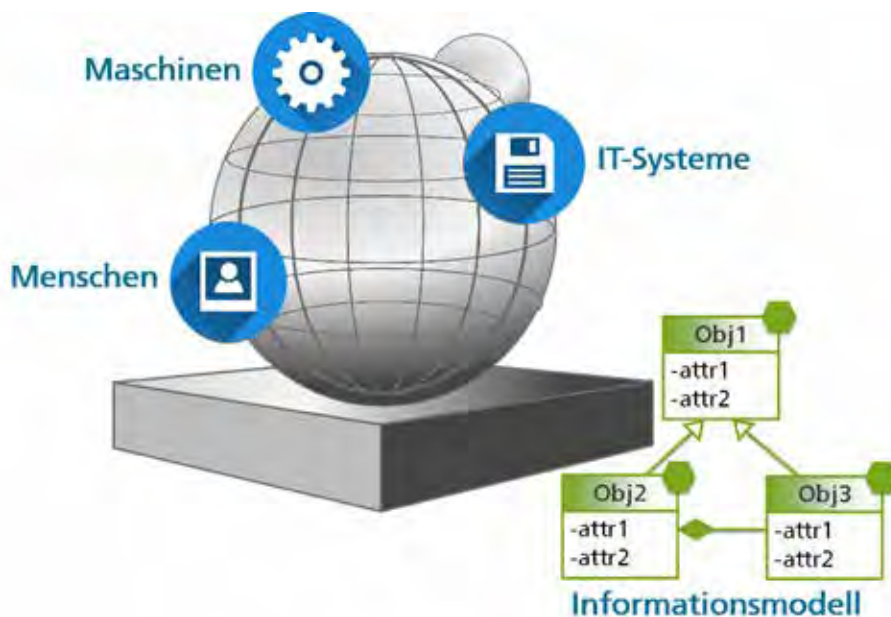 Maschinen
IT-Systeme
Menschen
Obj1
-attr1
-attr2
Obj2
-attr1
-attr2
Obj3
-attr1
-attr2
Informationsmodell